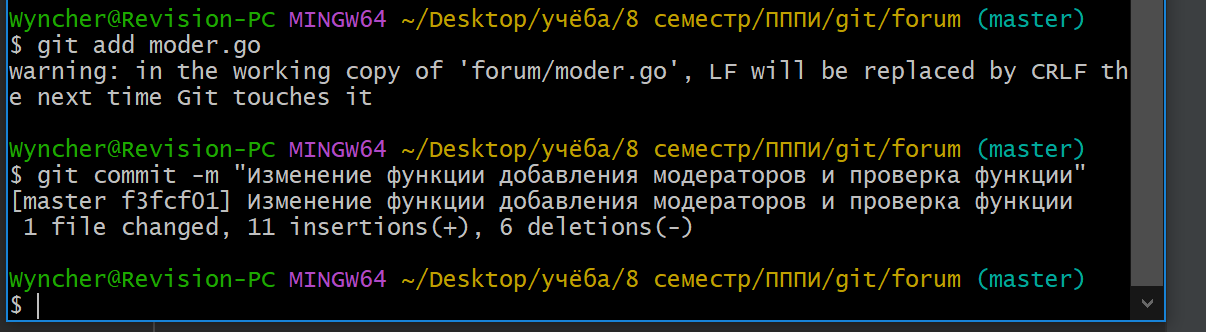 Wyncher@Revision-PC MINGW64 ~/Desktop/учёба/8 семестр/ПППИ/git/forum (master)
$ git add moder.go
warning: in the working copy of 'forum/moder.go', LF will be replaced by CRLF th
e next time Git touches it
Wyncher@Revision-PC MINGW64 ~/Desktop/учёба/8 семестр/ПППИ/git/forum (master)
$ git commit -m "Изменение функции добавления модераторов и проверка функции"
[master f3fcf01] Изменение функции добавления модераторов и проверка функции
 1 file changed, 11 insertions(+), 6 deletions(-)
Wyncher@Revision-PC MINGW64 ~/Desktop/учёба/8 семестр/ПППИ/git/forum (master)
$